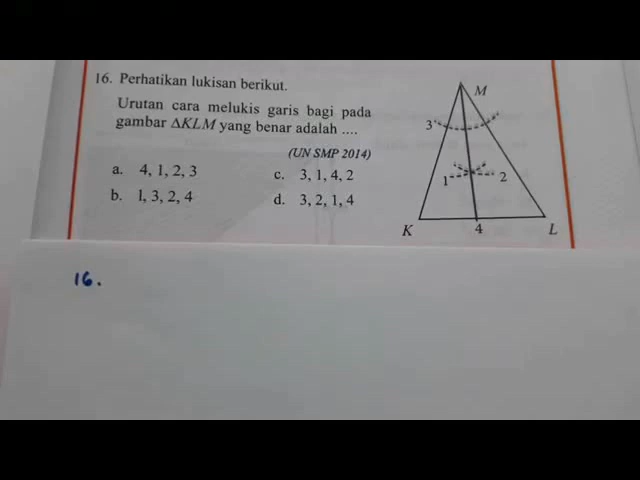 16. Perhatikan lukisan berikut.
Urutan cara melukis garis bagi pada
gambar ΔKLM yang benar adalah ....
(UN SMP 2014)
a. 4, 1, 2, 3
c. 3, 1, 4, 2
b. 1, 3, 2, 4
d. 3, 2, 1, 4
M
3
1
2
K
4
L
16.